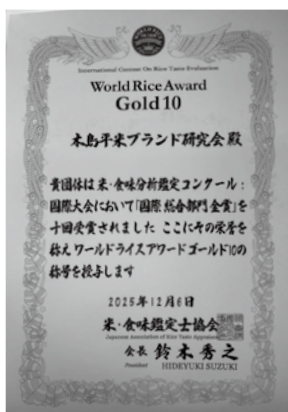 International Contest On Rice Taste Evaluation
World Rice Award
Gold 10
木島平米ブランド研究会 殿
貴団体は米・食味分析鑑定コンクール：
国際大会において「国際総合部門金賞」を
十回受賞されました ここにその栄誉を
称えワールドライスアワードゴールド10の
称号を授与します
2025年12月6日
米・食味鑑定士協会
Japanese Association of Rice Taste Appraisers
会長 鈴木秀之
President HIDEYUKI SUZUKI